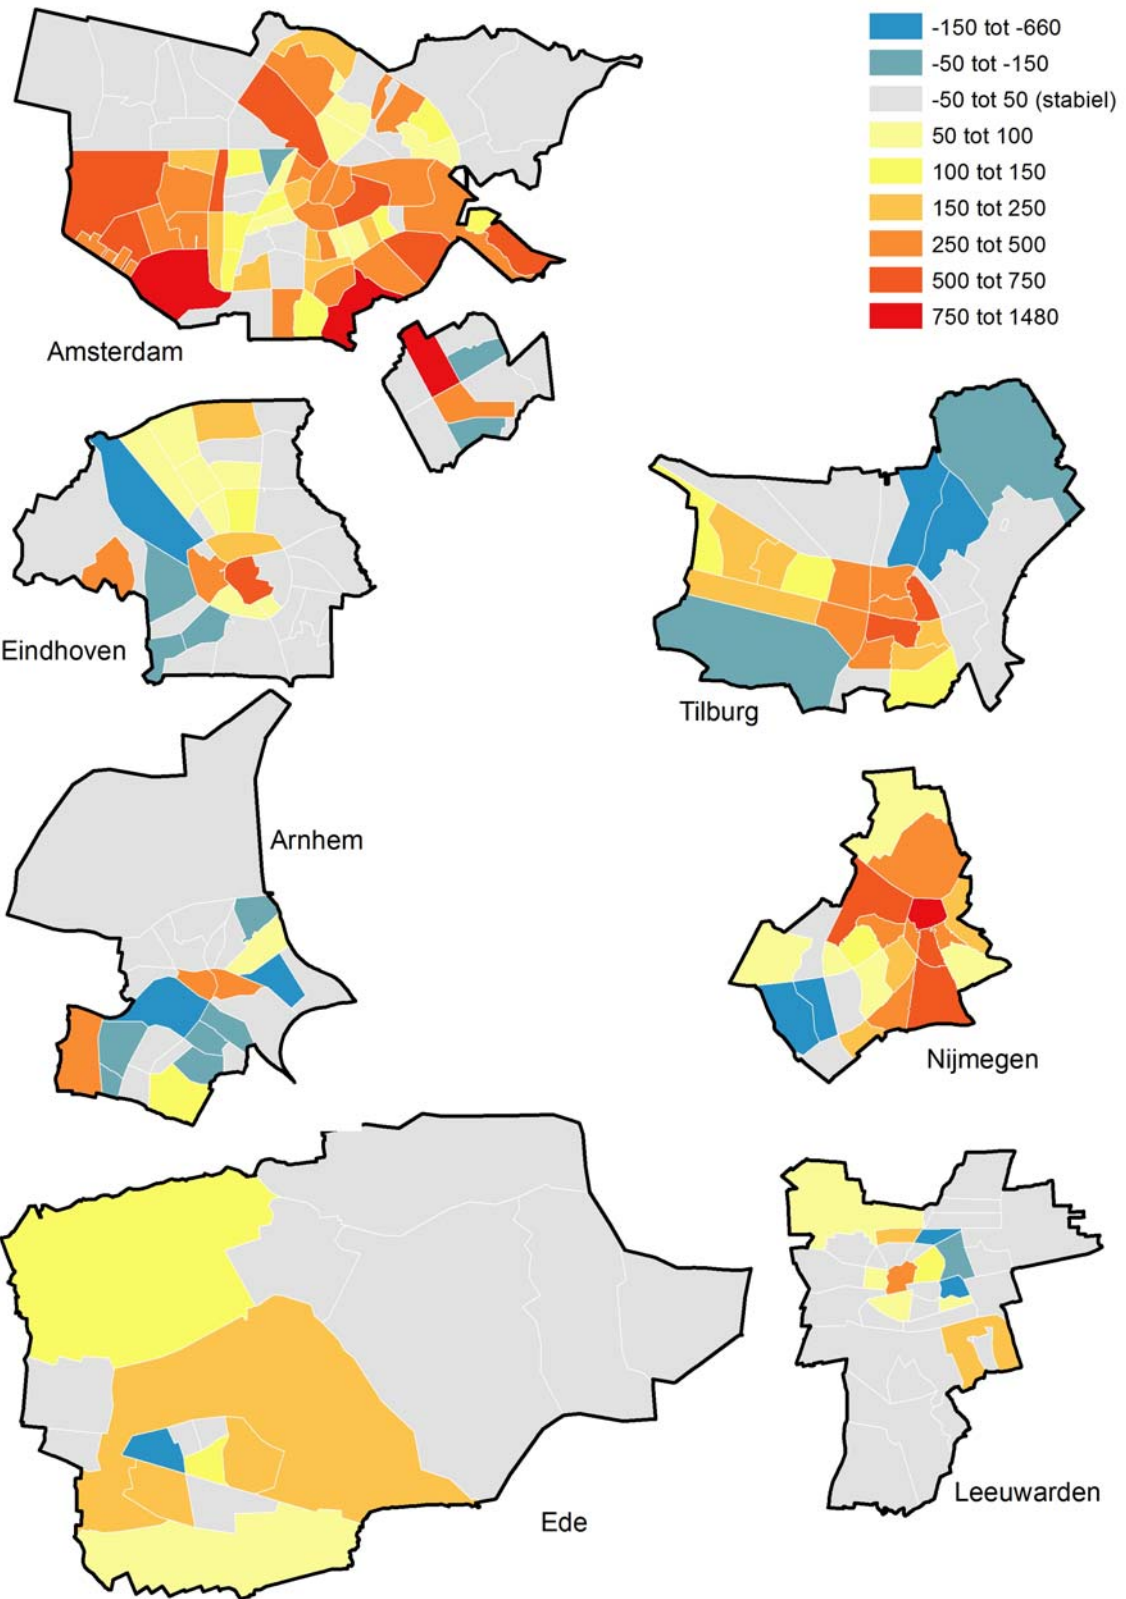 -150 tot -660
-50 tot -150
-50 tot 50 (stabiel)
50 tot 100
100 tot 150
150 tot 250
250 tot 500
500 tot 750
750 tot 1480
Amsterdam
Eindhoven
Tilburg
Arnhem
Nijmegen
Leeuwarden
Ede